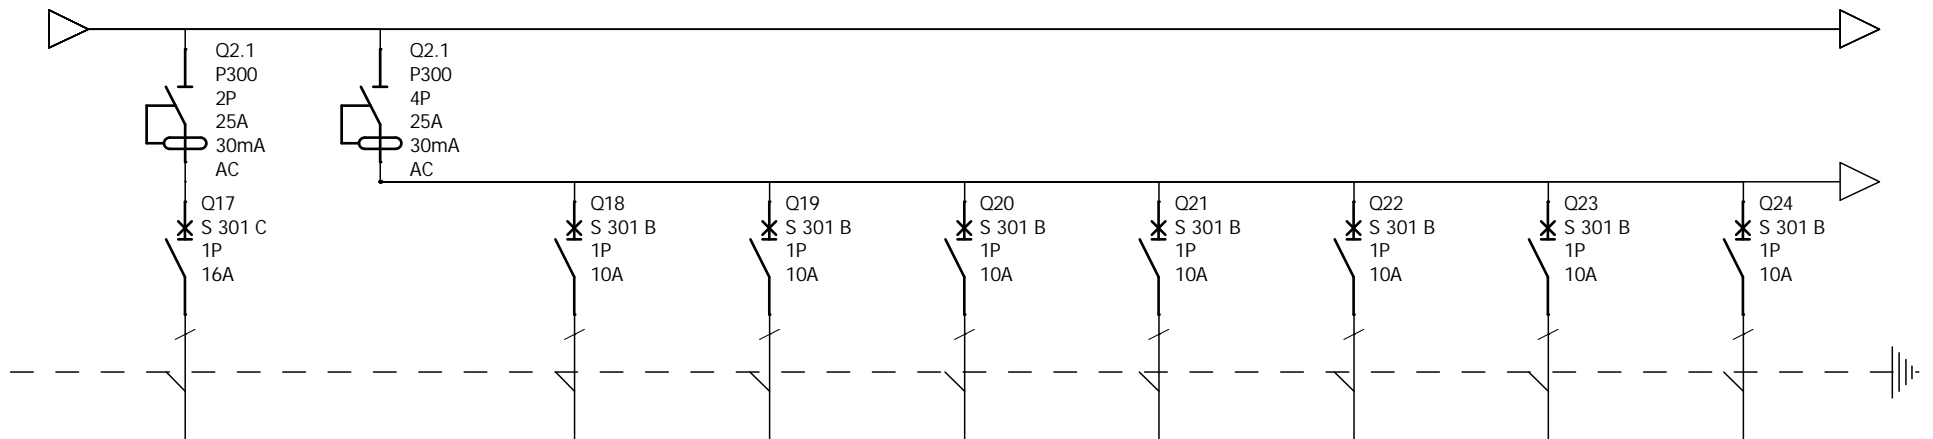 Q2.1
P300
2P
25A
30mA
AC
Q2.1
P300
4P
25A
30mA
AC
Q17
S 301 C
1P
16A
Q18
S 301 B
1P
10A
Q19
S 301 B
1P
10A
Q20
S 301 B
1P
10A
Q21
S 301 B
1P
10A
Q22
S 301 B
1P
10A
Q23
S 301 B
1P
10A
Q24
S 301 B
1P
10A